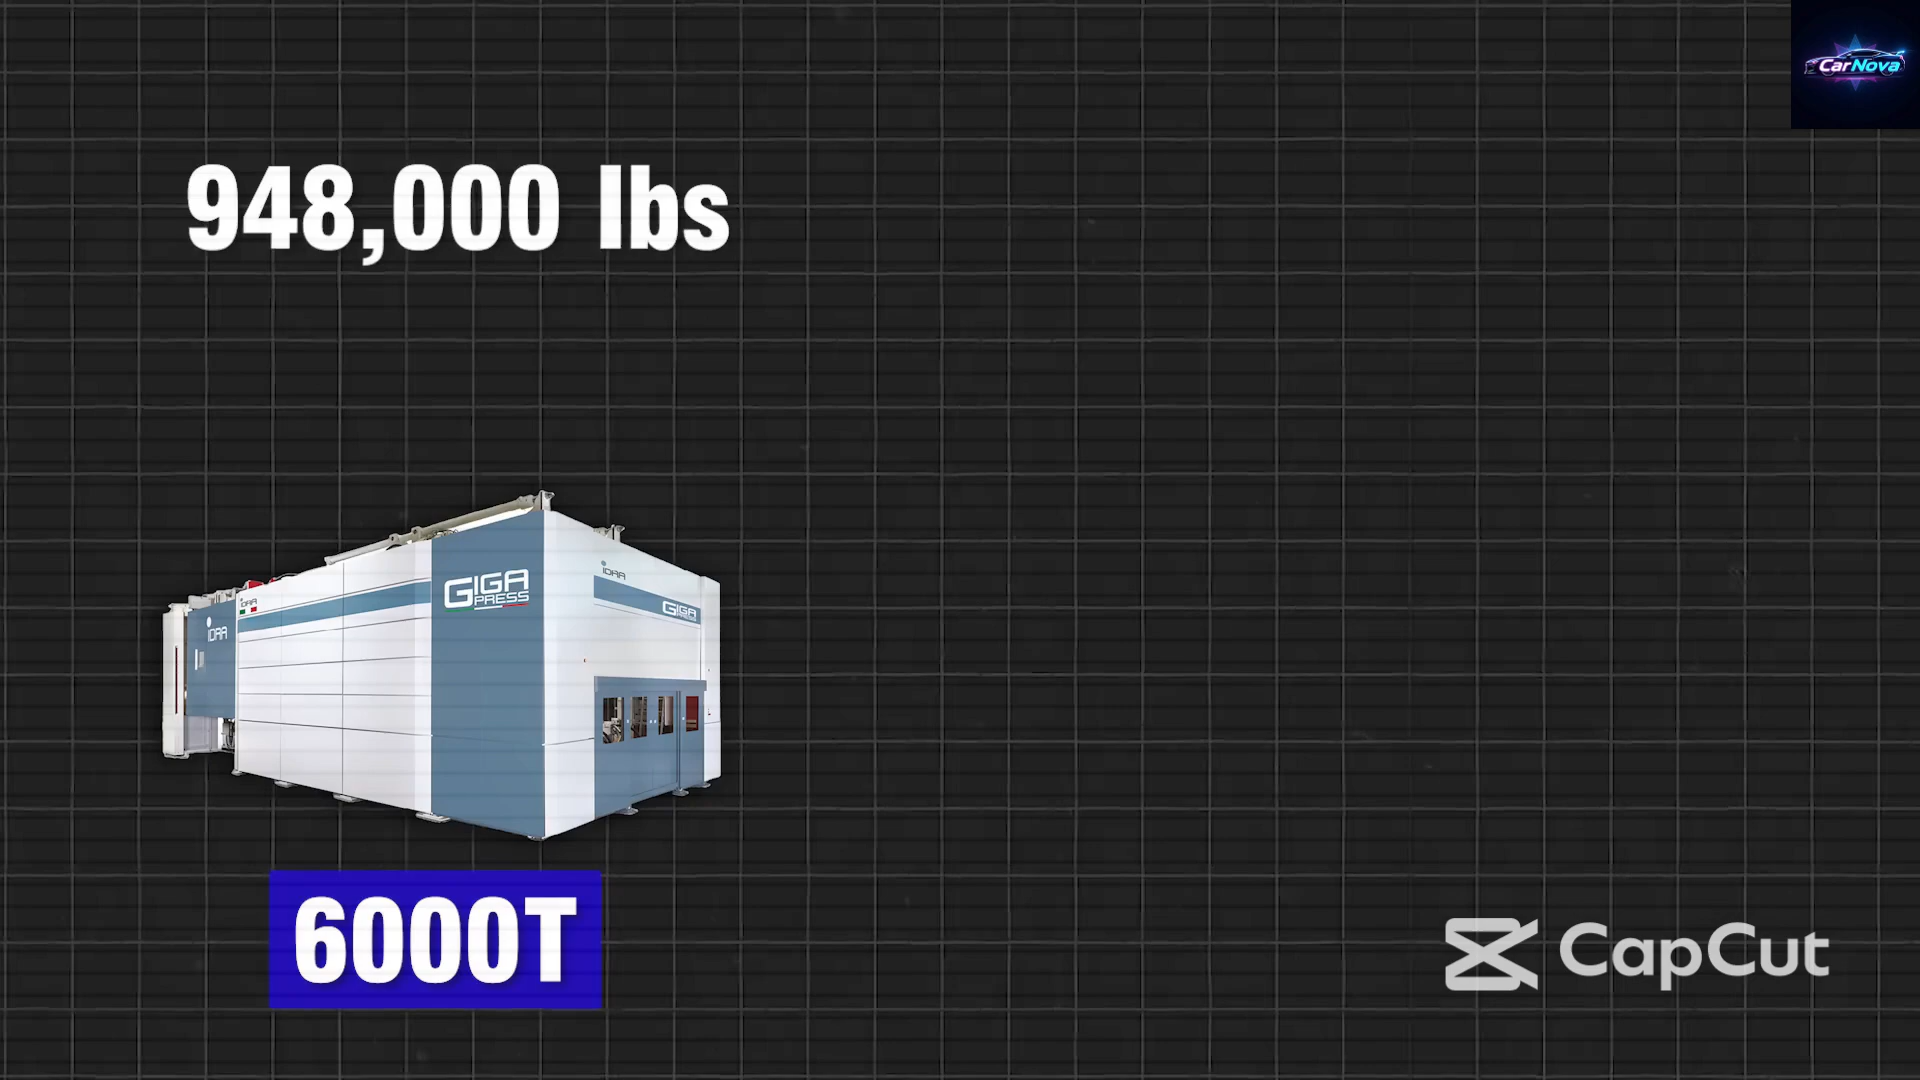 CarNova
948,000 lbs
GIGA
PRESS
IDRA
GIGA
IDRA
IDRA
6000T
CapCut